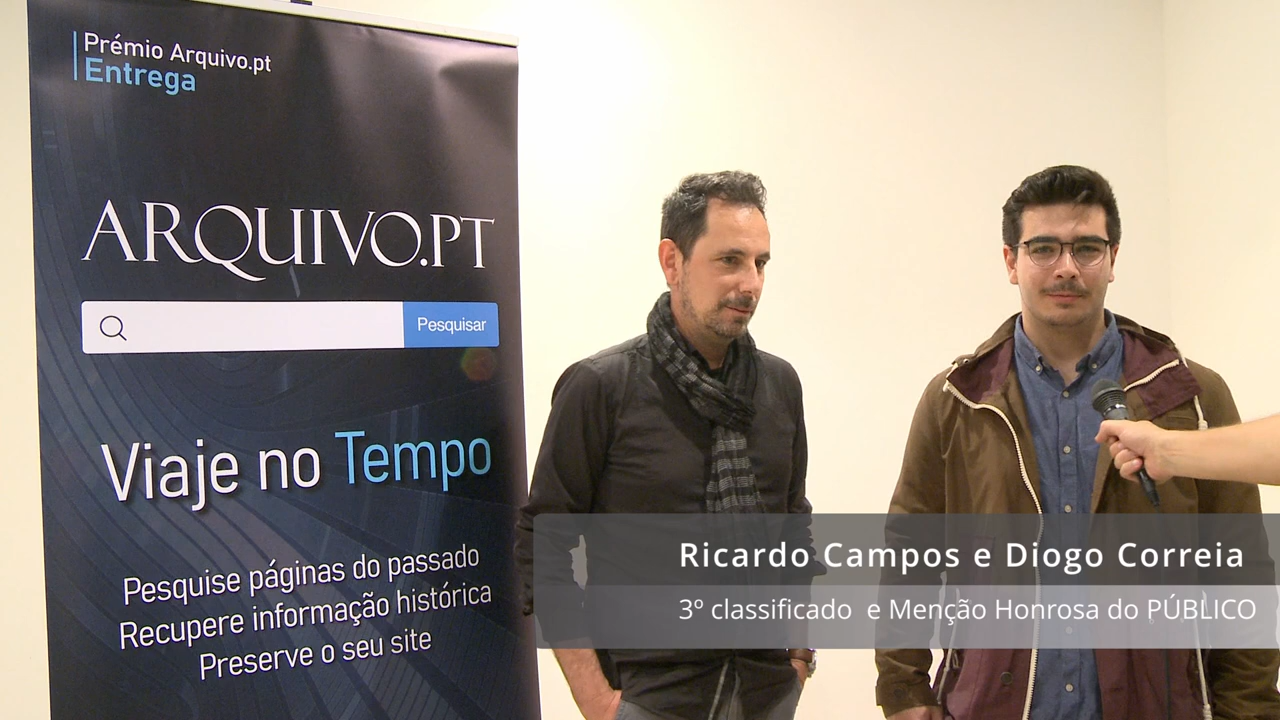 Prémio Arquivo.pt
Entrega
ARQUIVO.PT
Pesquisar
Viaje no Tempo
Pesquise páginas do passado
Recupere informação histórica
Preserve o seu site
Ricardo Campos e Diogo Correia
3º classificado e Menção Honrosa do PÚBLICO